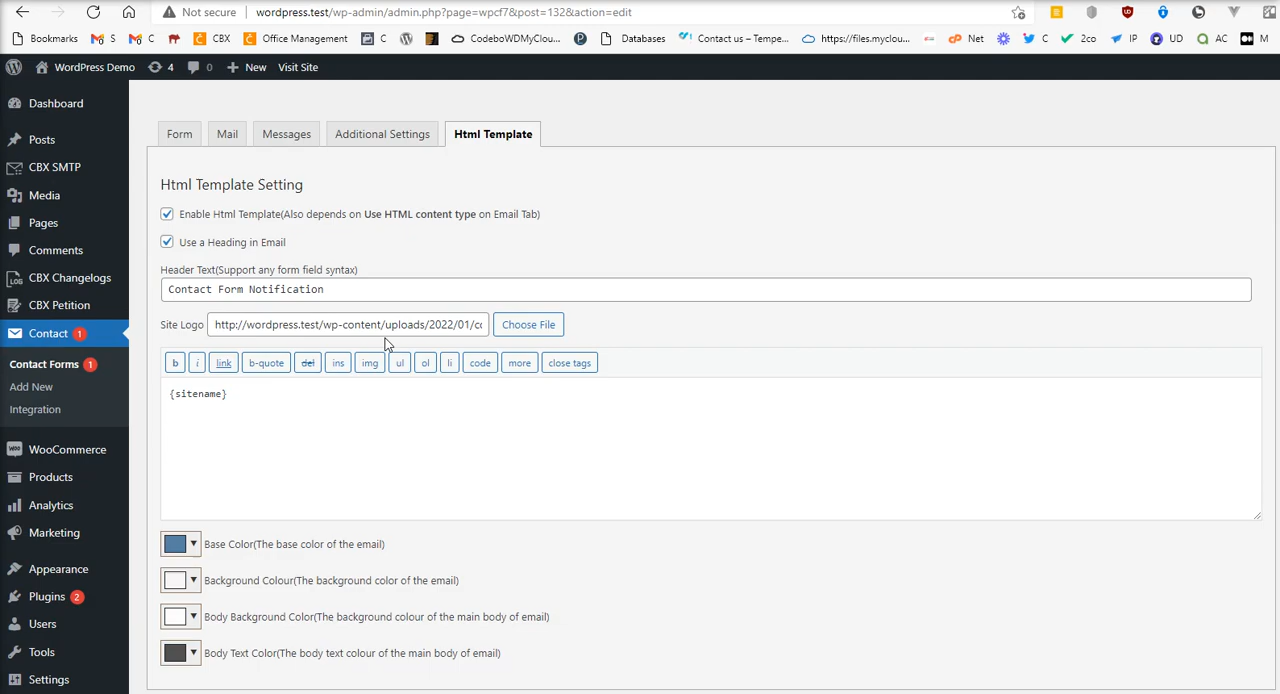 Not secure wordpress.test/wp-admin/admin.php?page=wpcf7&post=132&action=edit
Bookmarks S C CBX Office Management C CodeboWDMyClou... Databases Contact us – Tempe... https://files.myclou... Net C 2co IP UD AC M
WordPress Demo 4 0 New Visit Site
Dashboard
Posts
CBX SMTP
Media
Pages
Comments
CBX Changelogs
CBX Petition
Contact 1
Contact Forms 1
Add New
Integration
WooCommerce
Products
Analytics
Marketing
Appearance
Plugins 2
Users
Tools
Settings
Form Mail Messages Additional Settings Html Template
Html Template Setting
Enable Html Template(Also depends on Use HTML content type on Email Tab)
Use a Heading in Email
Header Text(Support any form field syntax)
Contact Form Notification
Site Logo http://wordpress.test/wp-content/uploads/2022/01/cc Choose File
b i link b-quote del ins img ul ol li code more close tags
{sitename}
Base Color(The base color of the email)
Background Colour(The background color of the email)
Body Background Color(The background colour of the main body of email)
Body Text Color(The body text colour of the main body of email)